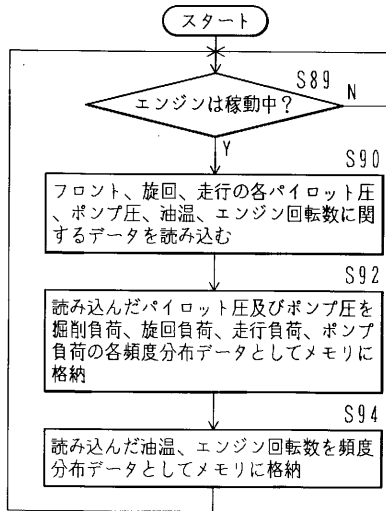 スタート
S89
エンジンは稼動中？
N
Y
S90
フロント、旋回、走行の各パイロット圧
、ポンプ圧、油温、エンジン回転数に関
するデータを読み込む
S92
読み込んだパイロット圧及びポンプ圧を
掘削負荷、旋回負荷、走行負荷、ポンプ
負荷の各頻度分布データとしてメモリに
格納
S94
読み込んだ油温、エンジン回転数を頻度
分布データとしてメモリに格納